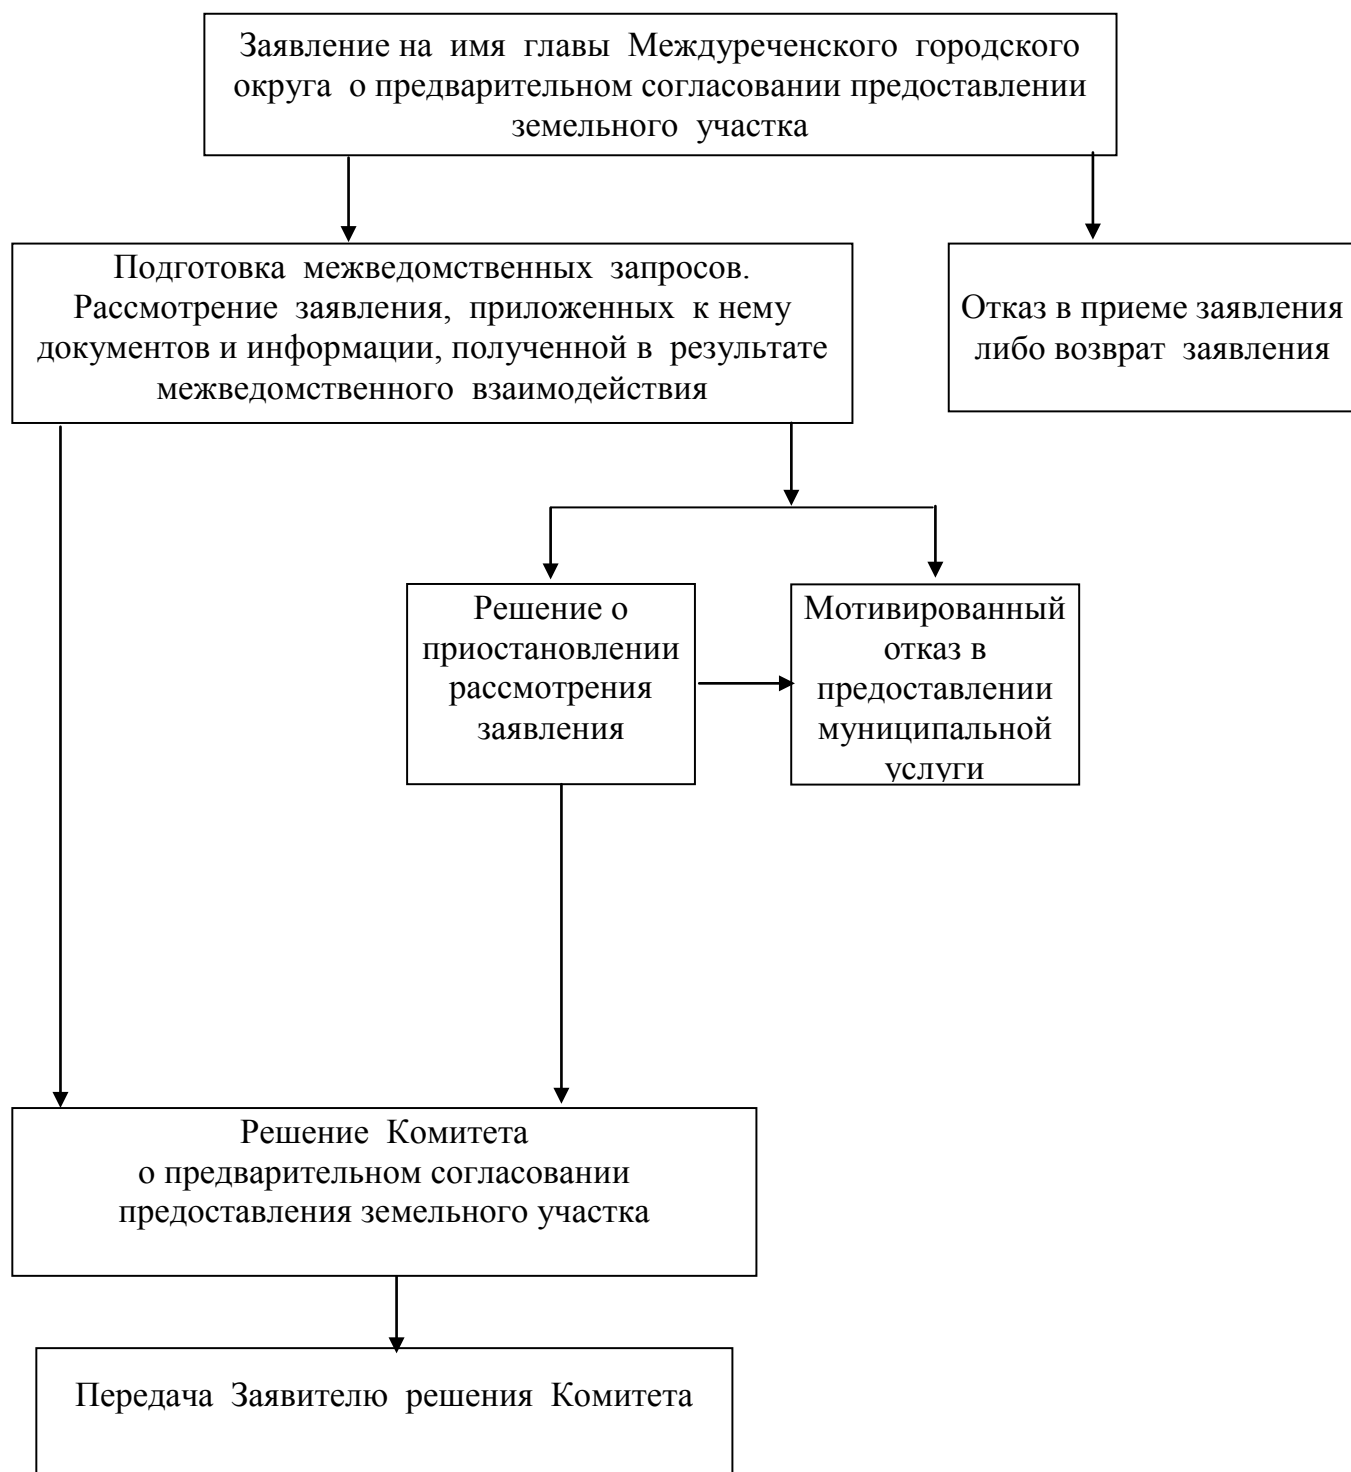 Заявление на имя главы Междуреченского городского
округа о предварительном согласовании предоставлении
земельного участка
Подготовка межведомственных запросов.
Рассмотрение заявления, приложенных к нему
документов и информации, полученной в результате
межведомственного взаимодействия
Отказ в приеме заявления
либо возврат заявления
Решение о
приостановлении
рассмотрения
заявления
Мотивированный
отказ в
предоставлении
муниципальной
услуги
Решение Комитета
о предварительном согласовании
предоставления земельного участка
Передача Заявителю решения Комитета